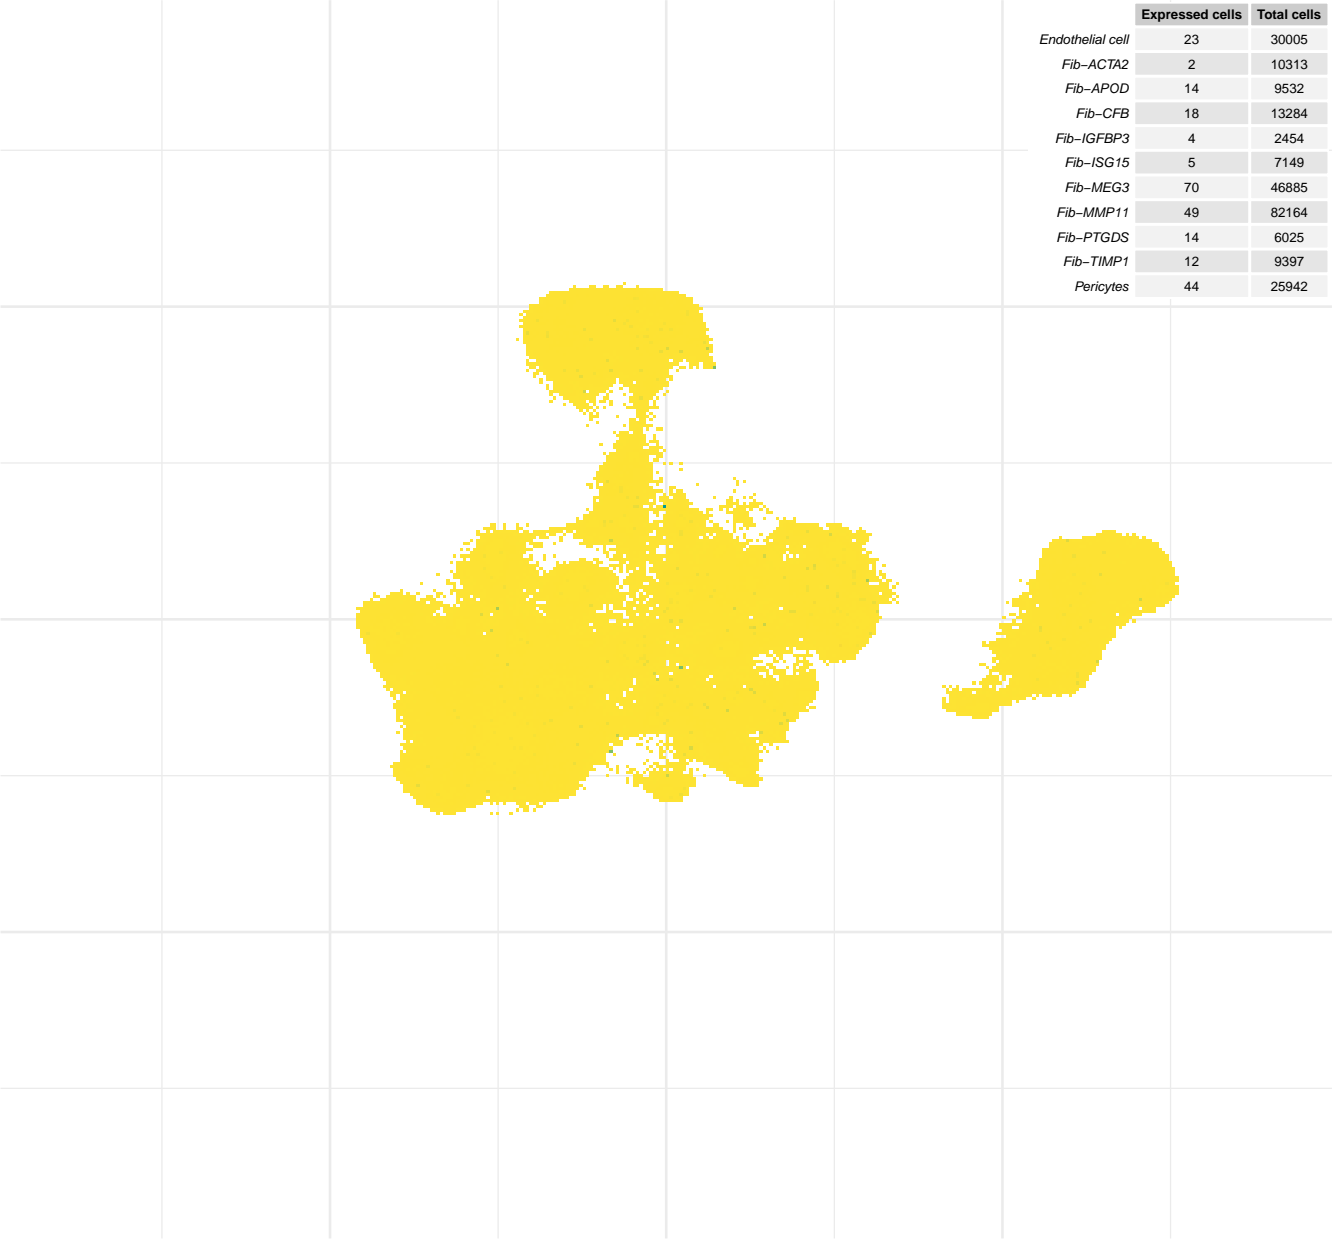 Expressed cells Total cells
Endothelial cell 23 30005
Fib−ACTA2 2 10313
Fib−APOD 14 9532
Fib−CFB 18 13284
Fib−IGFBP3 4 2454
Fib−ISG15 5 7149
Fib−MEG3 70 46885
Fib−MMP11 49 82164
Fib−PTGDS 14 6025
Fib−TIMP1 12 9397
Pericytes 44 25942